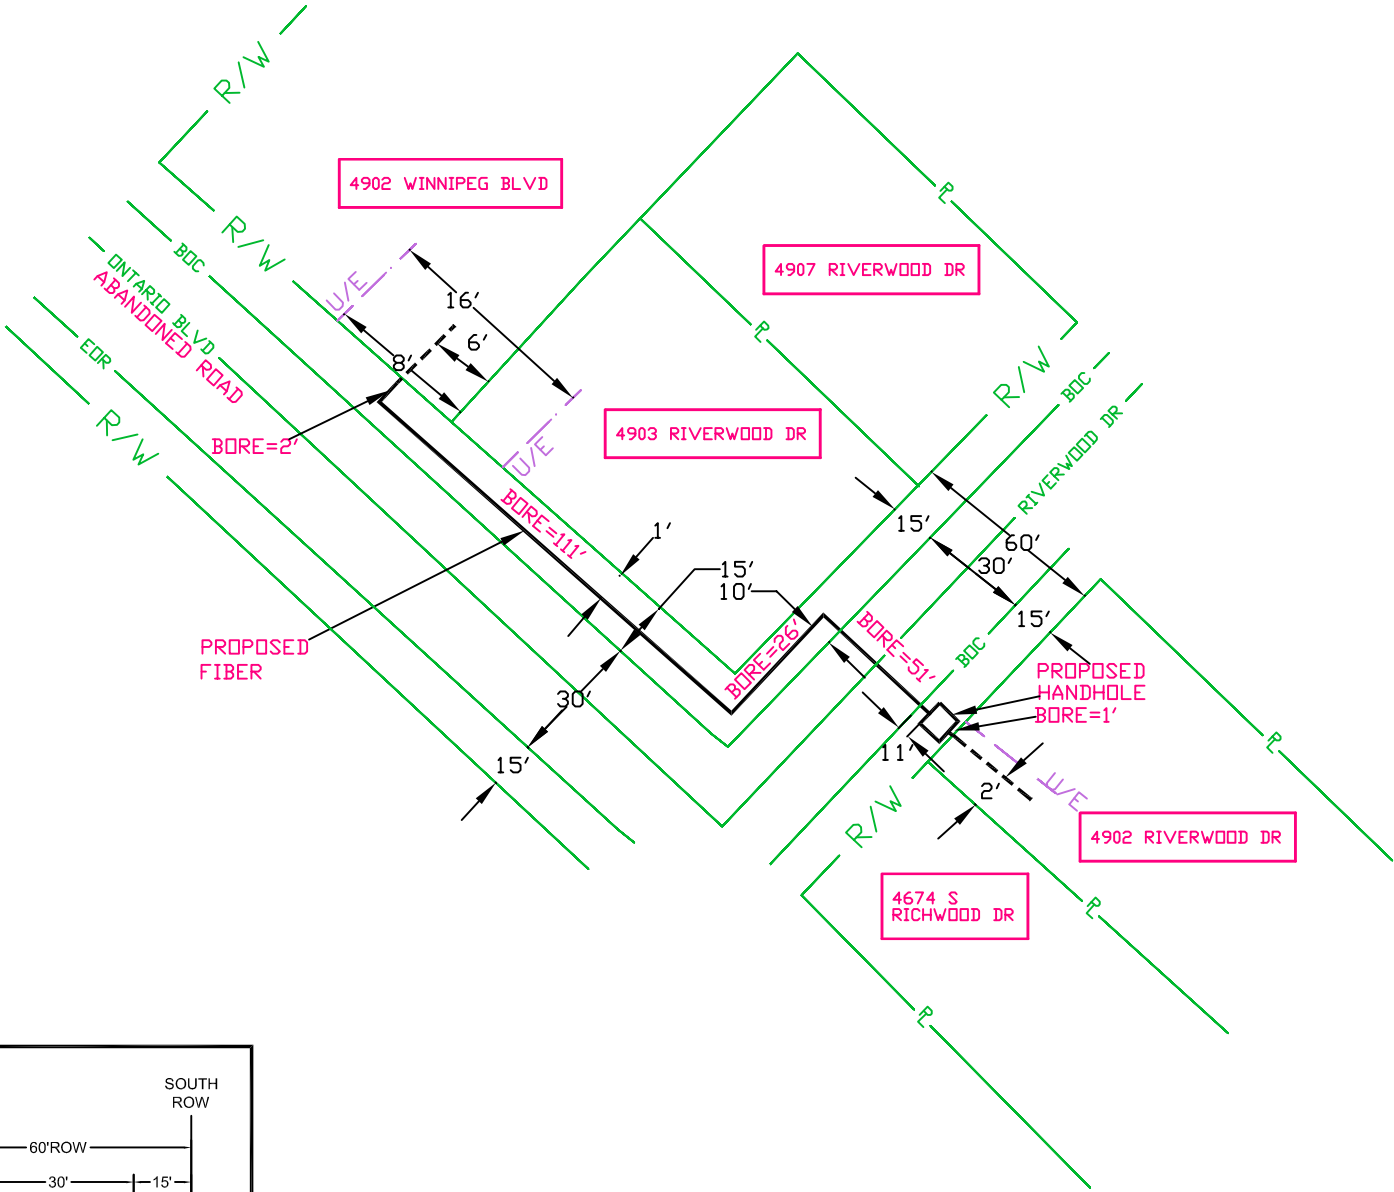 R/W
4902 WINNIPEG BLVD
R/W
BOC
ONTARIO BLVD
ABANDONED ROAD
EOR
R/W
U/E
16'
6'
8'
BORE=2'
U/E
PL
4907 RIVERWOOD DR
PL
4903 RIVERWOOD DR
R/W
BOC
RIVERWOOD DR
BORE=111'
1'
15'
10'
15'
60'
30'
15'
PROPOSED
FIBER
BORE=26'
BORE=51'
BOC
30'
15'
PROPOSED
HANDHOLE
BORE=1'
11'
2'
U/E
R/W
PL
4902 RIVERWOOD DR
4674 S
RICHWOOD DR
PL
PL
SOUTH
ROW
60'ROW
30'
15'